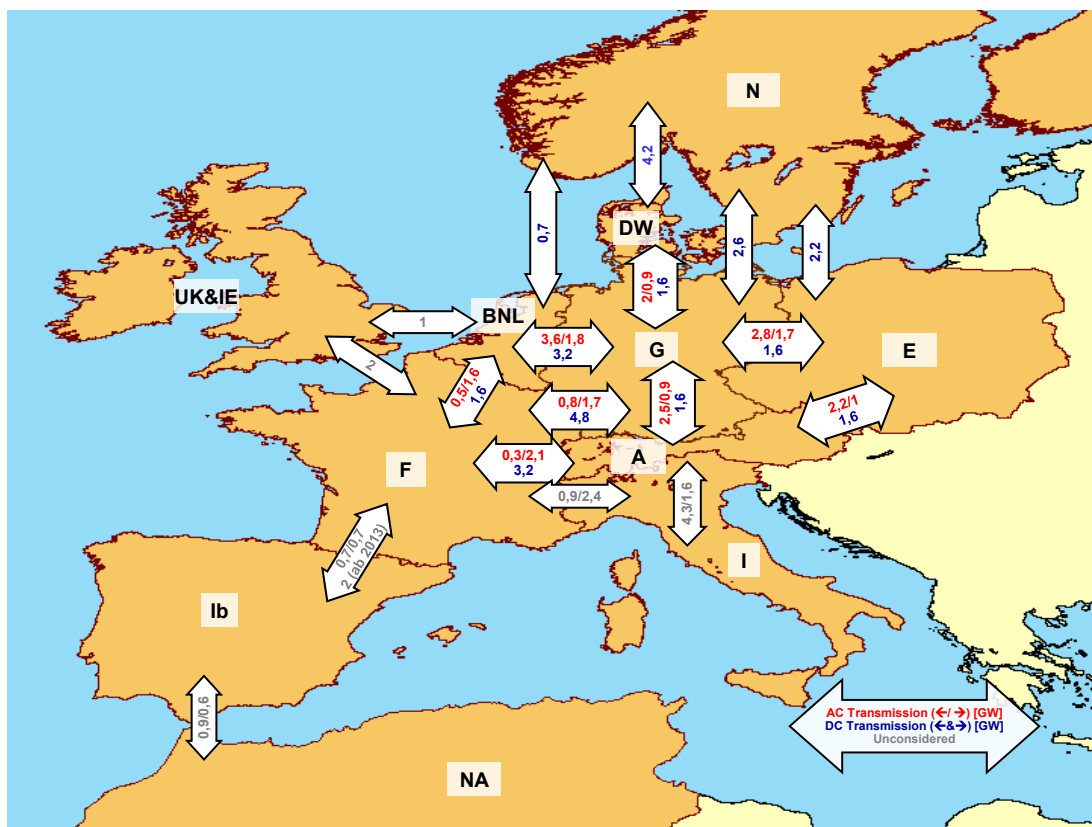 N
4,2
DW
0,7
2,6
2,2
2/0,9
1,6
UK&IE
BNL
1
3,6/1,8
3,2
G
2,8/1,7
1,6
E
2
0,5/1,6
1,6
0,8/1,7
4,8
2,5/0,9
1,6
2,2/1
1,6
F
0,3/2,1
3,2
A
0,9/2,4
4,3/1,6
0,7/0,7
2 (ab 2013)
I
Ib
0,9/0,6
AC Transmission (←/ →) [GW]
DC Transmission (←&→) [GW]
Unconsidered
NA